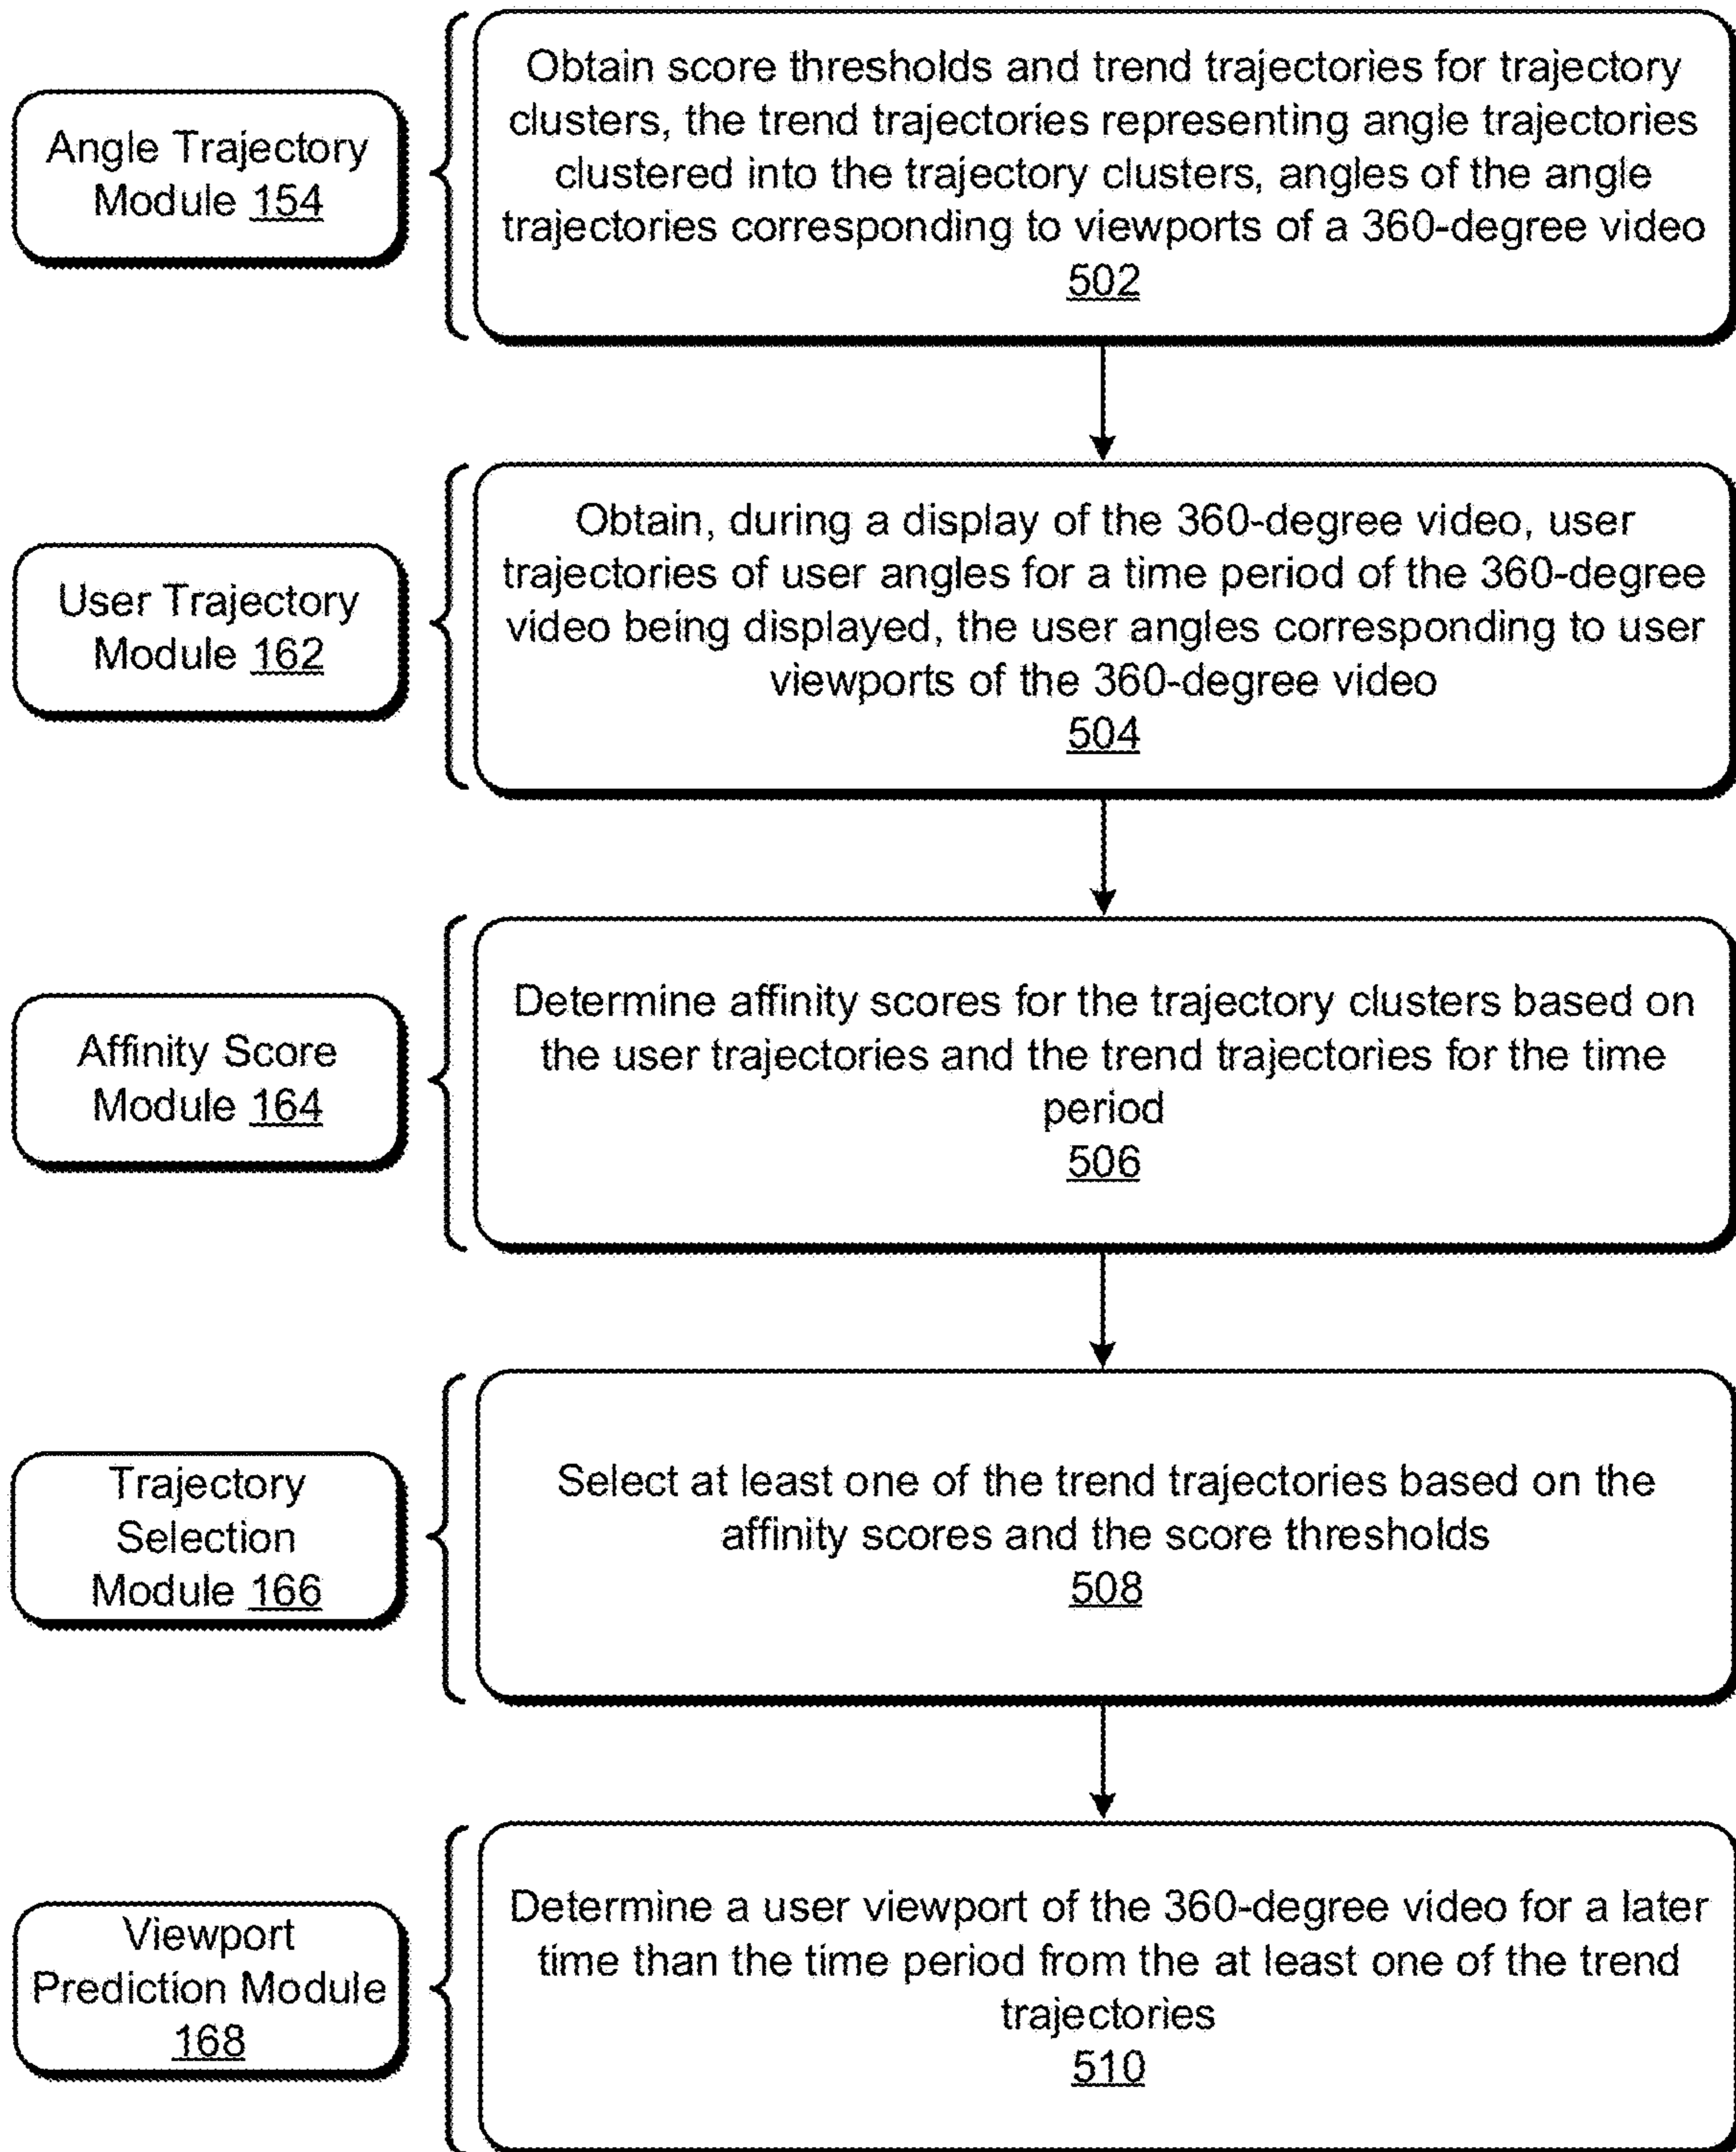 Angle Trajectory
Module 154
Obtain score thresholds and trend trajectories for trajectory
clusters, the trend trajectories representing angle trajectories
clustered into the trajectory clusters, angles of the angle
trajectories corresponding to viewports of a 360-degree video
502
User Trajectory
Module 162
Obtain, during a display of the 360-degree video, user
trajectories of user angles for a time period of the 360-degree
video being displayed, the user angles corresponding to user
viewports of the 360-degree video
504
Affinity Score
Module 164
Determine affinity scores for the trajectory clusters based on
the user trajectories and the trend trajectories for the time
period
506
Trajectory
Selection
Module 166
Select at least one of the trend trajectories based on the
affinity scores and the score thresholds
508
Viewport
Prediction Module
168
Determine a user viewport of the 360-degree video for a later
time than the time period from the at least one of the trend
trajectories
510